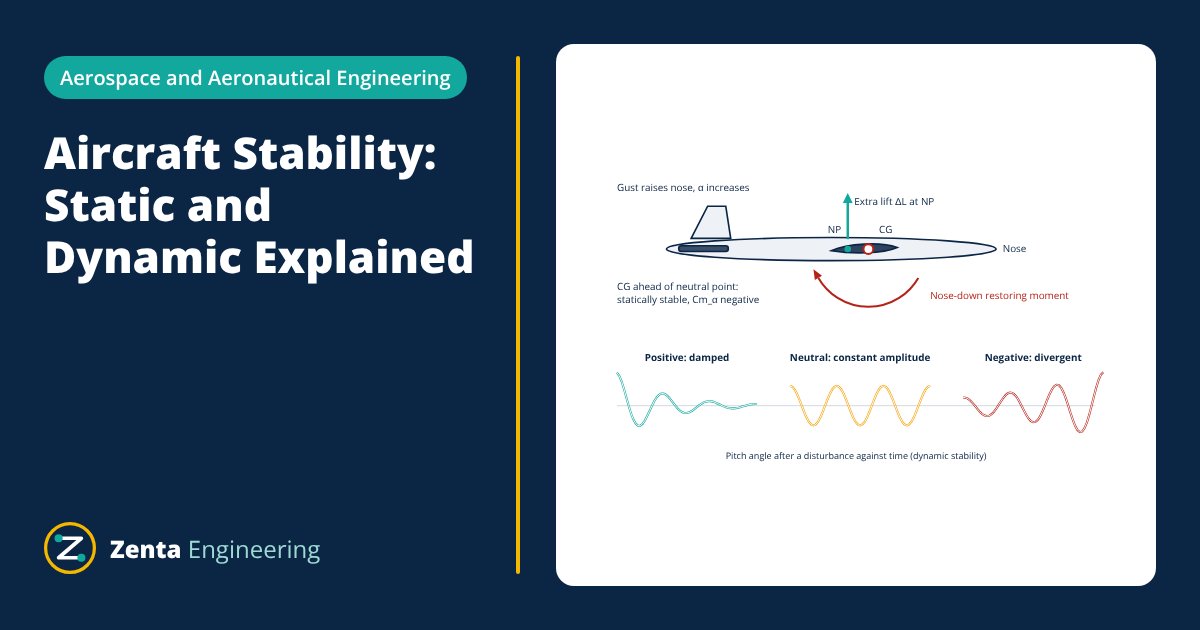 Aerospace and Aeronautical Engineering
Aircraft Stability:
Static and
Dynamic Explained
Zenta Engineering
Gust raises nose, α increases
Extra lift ΔL at NP
NP
CG
Nose
CG ahead of neutral point:
statically stable, Cm_α negative
Nose-down restoring moment
Positive: damped
Neutral: constant amplitude
Negative: divergent
Pitch angle after a disturbance against time (dynamic stability)